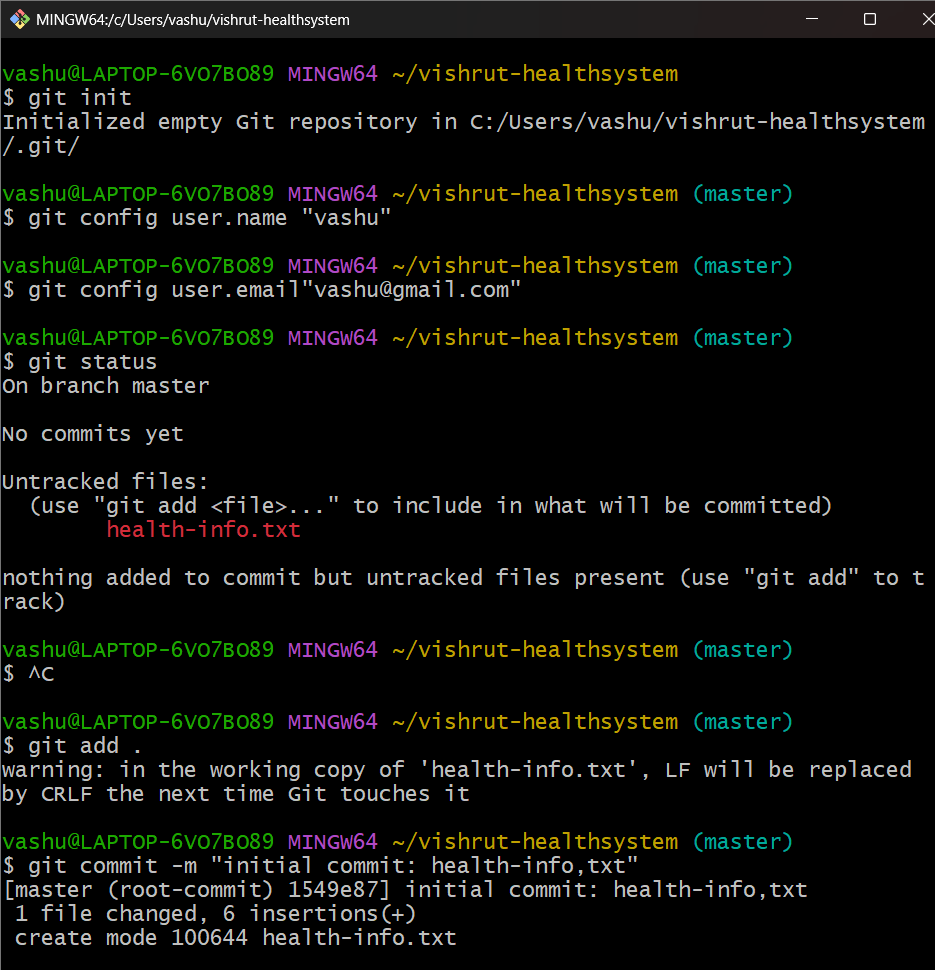 MINGW64:/c/Users/vashu/vishrut-healthsystem
vashu@LAPTOP-6VO7BO89 MINGW64 ~/vishrut-healthsystem
$ git init
Initialized empty Git repository in C:/Users/vashu/vishrut-healthsystem
/.git/
vashu@LAPTOP-6VO7BO89 MINGW64 ~/vishrut-healthsystem (master)
$ git config user.name "vashu"
vashu@LAPTOP-6VO7BO89 MINGW64 ~/vishrut-healthsystem (master)
$ git config user.email"vashu@gmail.com"
vashu@LAPTOP-6VO7BO89 MINGW64 ~/vishrut-healthsystem (master)
$ git status
On branch master
No commits yet
Untracked files:
  (use "git add <file>..." to include in what will be committed)
        health-info.txt
nothing added to commit but untracked files present (use "git add" to t
rack)
vashu@LAPTOP-6VO7BO89 MINGW64 ~/vishrut-healthsystem (master)
$ ^C
vashu@LAPTOP-6VO7BO89 MINGW64 ~/vishrut-healthsystem (master)
$ git add .
warning: in the working copy of 'health-info.txt', LF will be replaced
by CRLF the next time Git touches it
vashu@LAPTOP-6VO7BO89 MINGW64 ~/vishrut-healthsystem (master)
$ git commit -m "initial commit: health-info,txt"
[master (root-commit) 1549e87] initial commit: health-info,txt
 1 file changed, 6 insertions(+)
 create mode 100644 health-info.txt